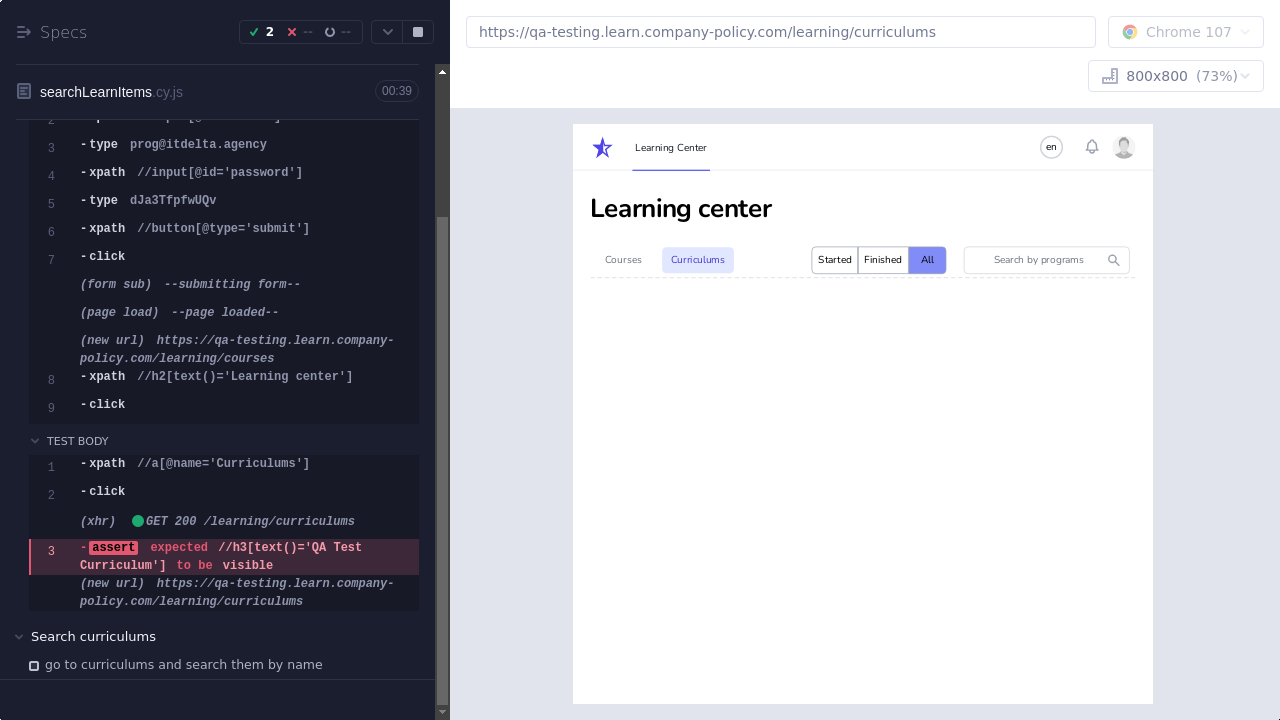 Specs
2
--
--
searchLearnItems.cy.js
00:39
2
3 -type prog@itdelta.agency
4 -xpath //input[@id='password']
5 -type dJa3TfpfwUQv
6 -xpath //button[@type='submit']
7 -click
(form sub) --submitting form--
(page load) --page loaded--
(new url) https://qa-testing.learn.company-
policy.com/learning/courses
8 -xpath //h2[text()='Learning center']
9 -click
TEST BODY
1 -xpath //a[@name='Curriculums']
2 -click
(xhr) GET 200 /learning/curriculums
3 -assert expected //h3[text()='QA Test
Curriculum'] to be visible
(new url) https://qa-testing.learn.company-
policy.com/learning/curriculums
Search curriculums
go to curriculums and search them by name
https://qa-testing.learn.company-policy.com/learning/curriculums
Chrome 107
800x800 (73%)
Learning Center
en
Learning center
Courses
Curriculums
Started
Finished
All
Search by programs